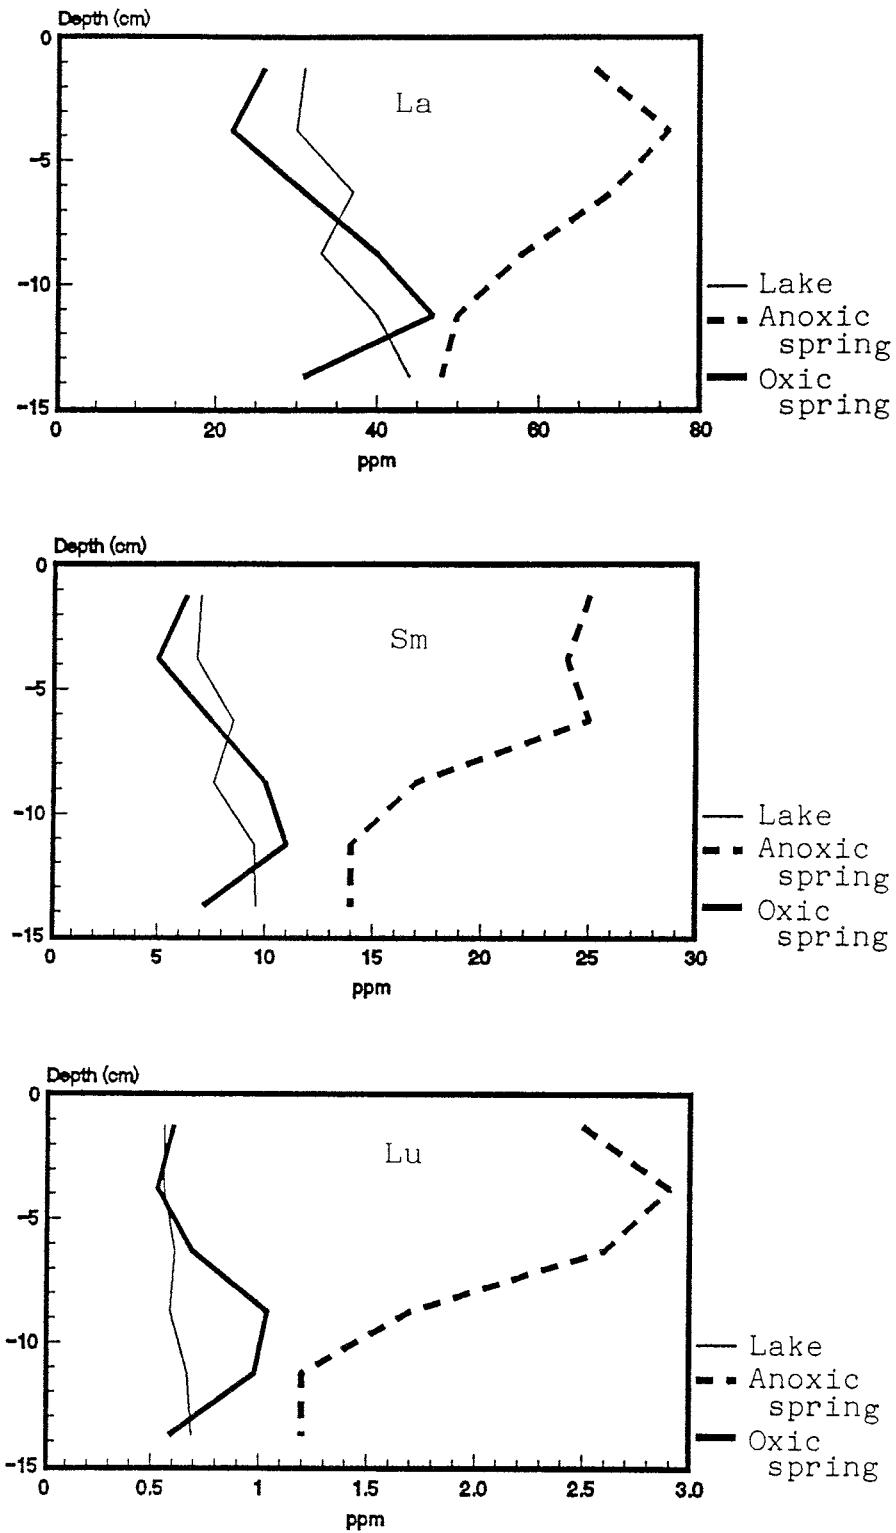 Depth (cm)
0
La
-5
-10
Lake
Anoxic
spring
Oxic
spring
-15
0 20 40 60 80
ppm
Depth (cm)
0
Sm
-5
-10
Lake
Anoxic
spring
Oxic
spring
-15
0 5 10 15 20 25 30
ppm
Depth (cm)
0
Lu
-5
-10
Lake
Anoxic
spring
Oxic
spring
-15
0 0.5 1 1.5 2.0 2.5 3.0
ppm